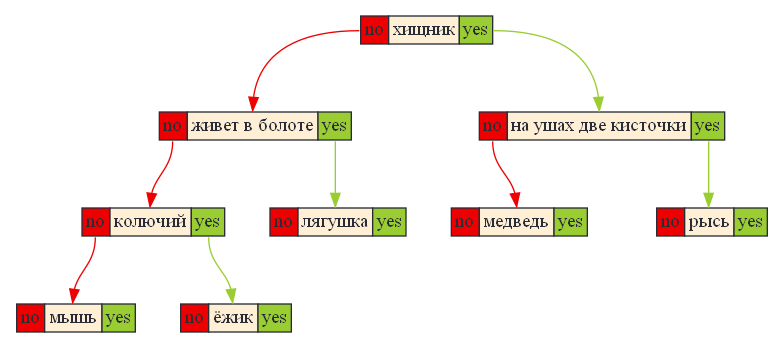 no хищник yes
no живет в болоте yes
no на ушах две кисточки yes
no колючий yes
no лягушка yes
no медведь yes
no рысь yes
no мышь yes
no ёжик yes